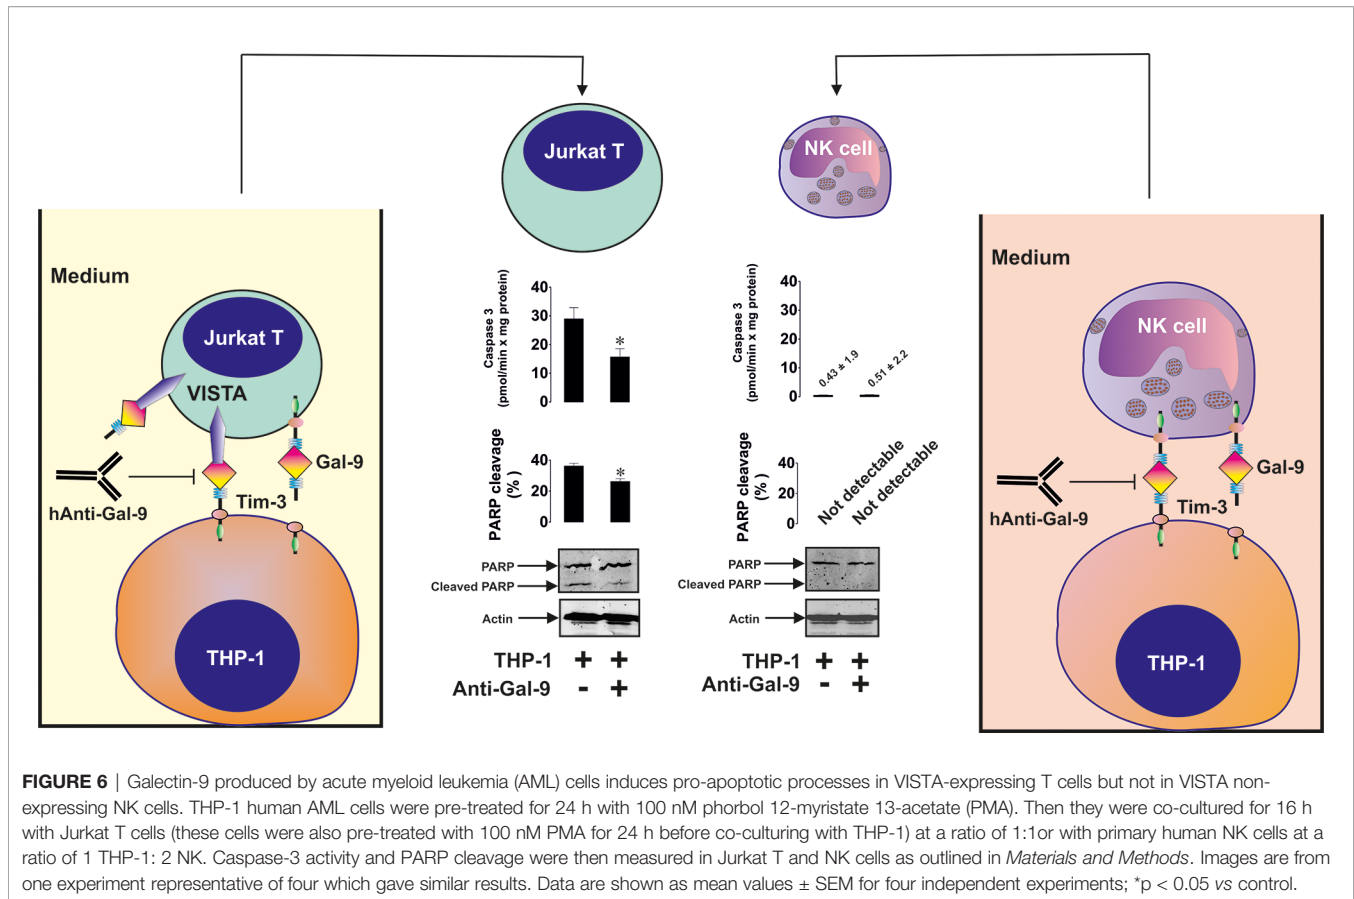 Jurkat T
NK cell
Medium
Jurkat T
VISTA
Gal-9
hAnti-Gal-9
Tim-3
THP-1
Caspase 3
(pmol/min x mg protein)
40
30
20
10
0
*
PARP cleavage
(% )
40
20
0
*
PARP
Cleaved PARP
Actin
THP-1 + +
Anti-Gal-9 - +
Caspase 3
(pmol/min x mg protein)
40
30
20
10
0
0.43 ± 1.9
0.51 ± 2.2
PARP cleavage
(% )
40
20
0
Not detectable
Not detectable
PARP
Cleaved PARP
Actin
THP-1 + +
Anti-Gal-9 - +
Medium
NK cell
Gal-9
hAnti-Gal-9
Tim-3
THP-1
FIGURE 6 | Galectin-9 produced by acute myeloid leukemia (AML) cells induces pro-apoptotic processes in VISTA-expressing T cells but not in VISTA non-
expressing NK cells. THP-1 human AML cells were pre-treated for 24 h with 100 nM phorbol 12-myristate 13-acetate (PMA). Then they were co-cultured for 16 h
with Jurkat T cells (these cells were also pre-treated with 100 nM PMA for 24 h before co-culturing with THP-1) at a ratio of 1:1or with primary human NK cells at a
ratio of 1 THP-1: 2 NK. Caspase-3 activity and PARP cleavage were then measured in Jurkat T and NK cells as outlined in Materials and Methods. Images are from
one experiment representative of four which gave similar results. Data are shown as mean values ± SEM for four independent experiments; *p < 0.05 vs control.